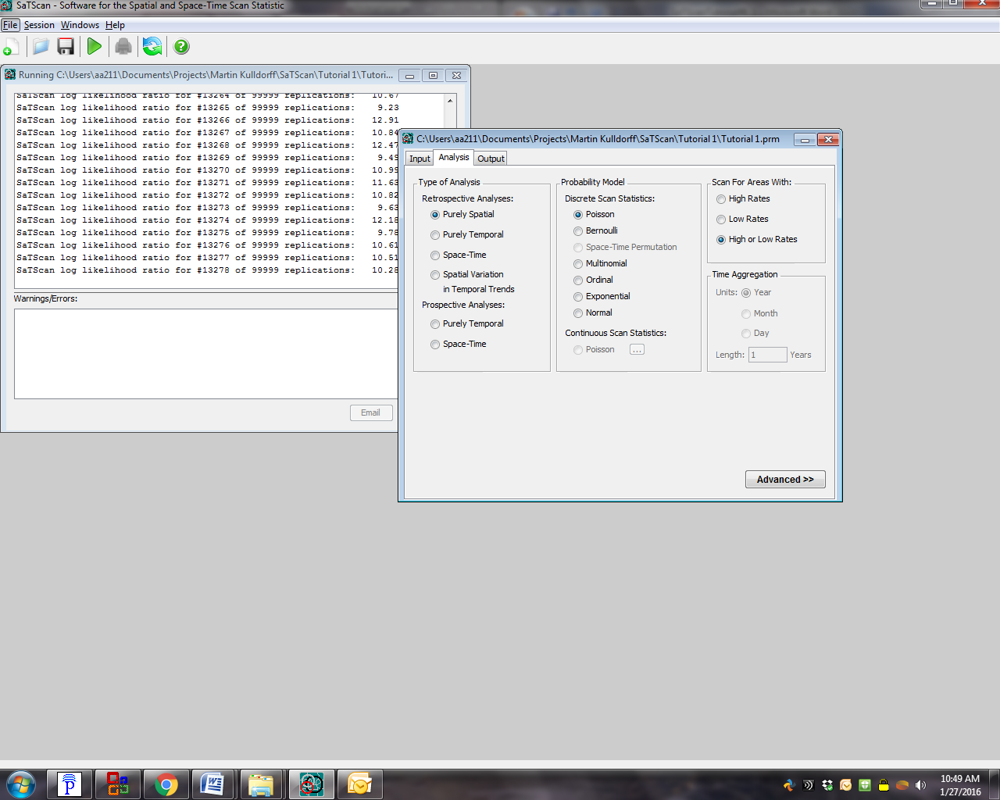 SaTScan - Software for the Spatial and Space-Time Scan Statistic
File Session Windows Help
Running C:\Users\aa211\Documents\Projects\Martin Kulldorff\SaTScan\Tutorial 1\Tutori...
SaTScan log likelihood ratio for #13264 of 99999 replications: 10.67
SaTScan log likelihood ratio for #13265 of 99999 replications: 9.23
SaTScan log likelihood ratio for #13266 of 99999 replications: 12.91
SaTScan log likelihood ratio for #13267 of 99999 replications: 10.84
SaTScan log likelihood ratio for #13268 of 99999 replications: 12.47
SaTScan log likelihood ratio for #13269 of 99999 replications: 9.49
SaTScan log likelihood ratio for #13270 of 99999 replications: 10.99
SaTScan log likelihood ratio for #13271 of 99999 replications: 11.63
SaTScan log likelihood ratio for #13272 of 99999 replications: 10.82
SaTScan log likelihood ratio for #13273 of 99999 replications: 9.63
SaTScan log likelihood ratio for #13274 of 99999 replications: 12.18
SaTScan log likelihood ratio for #13275 of 99999 replications: 9.78
SaTScan log likelihood ratio for #13276 of 99999 replications: 10.61
SaTScan log likelihood ratio for #13277 of 99999 replications: 10.51
SaTScan log likelihood ratio for #13278 of 99999 replications: 10.28
Warnings/Errors:
Email
C:\Users\aa211\Documents\Projects\Martin Kulldorff\SaTScan\Tutorial 1\Tutorial 1.prm
Input Analysis Output
Type of Analysis
Retrospective Analyses:
Purely Spatial
Purely Temporal
Space-Time
Spatial Variation
in Temporal Trends
Prospective Analyses:
Purely Temporal
Space-Time
Probability Model
Discrete Scan Statistics:
Poisson
Bernoulli
Space-Time Permutation
Multinomial
Ordinal
Exponential
Normal
Continuous Scan Statistics:
Poisson ...
Scan For Areas With:
High Rates
Low Rates
High or Low Rates
Time Aggregation
Units: Year
Month
Day
Length: 1 Years
Advanced >>
10:49 AM
1/27/2016